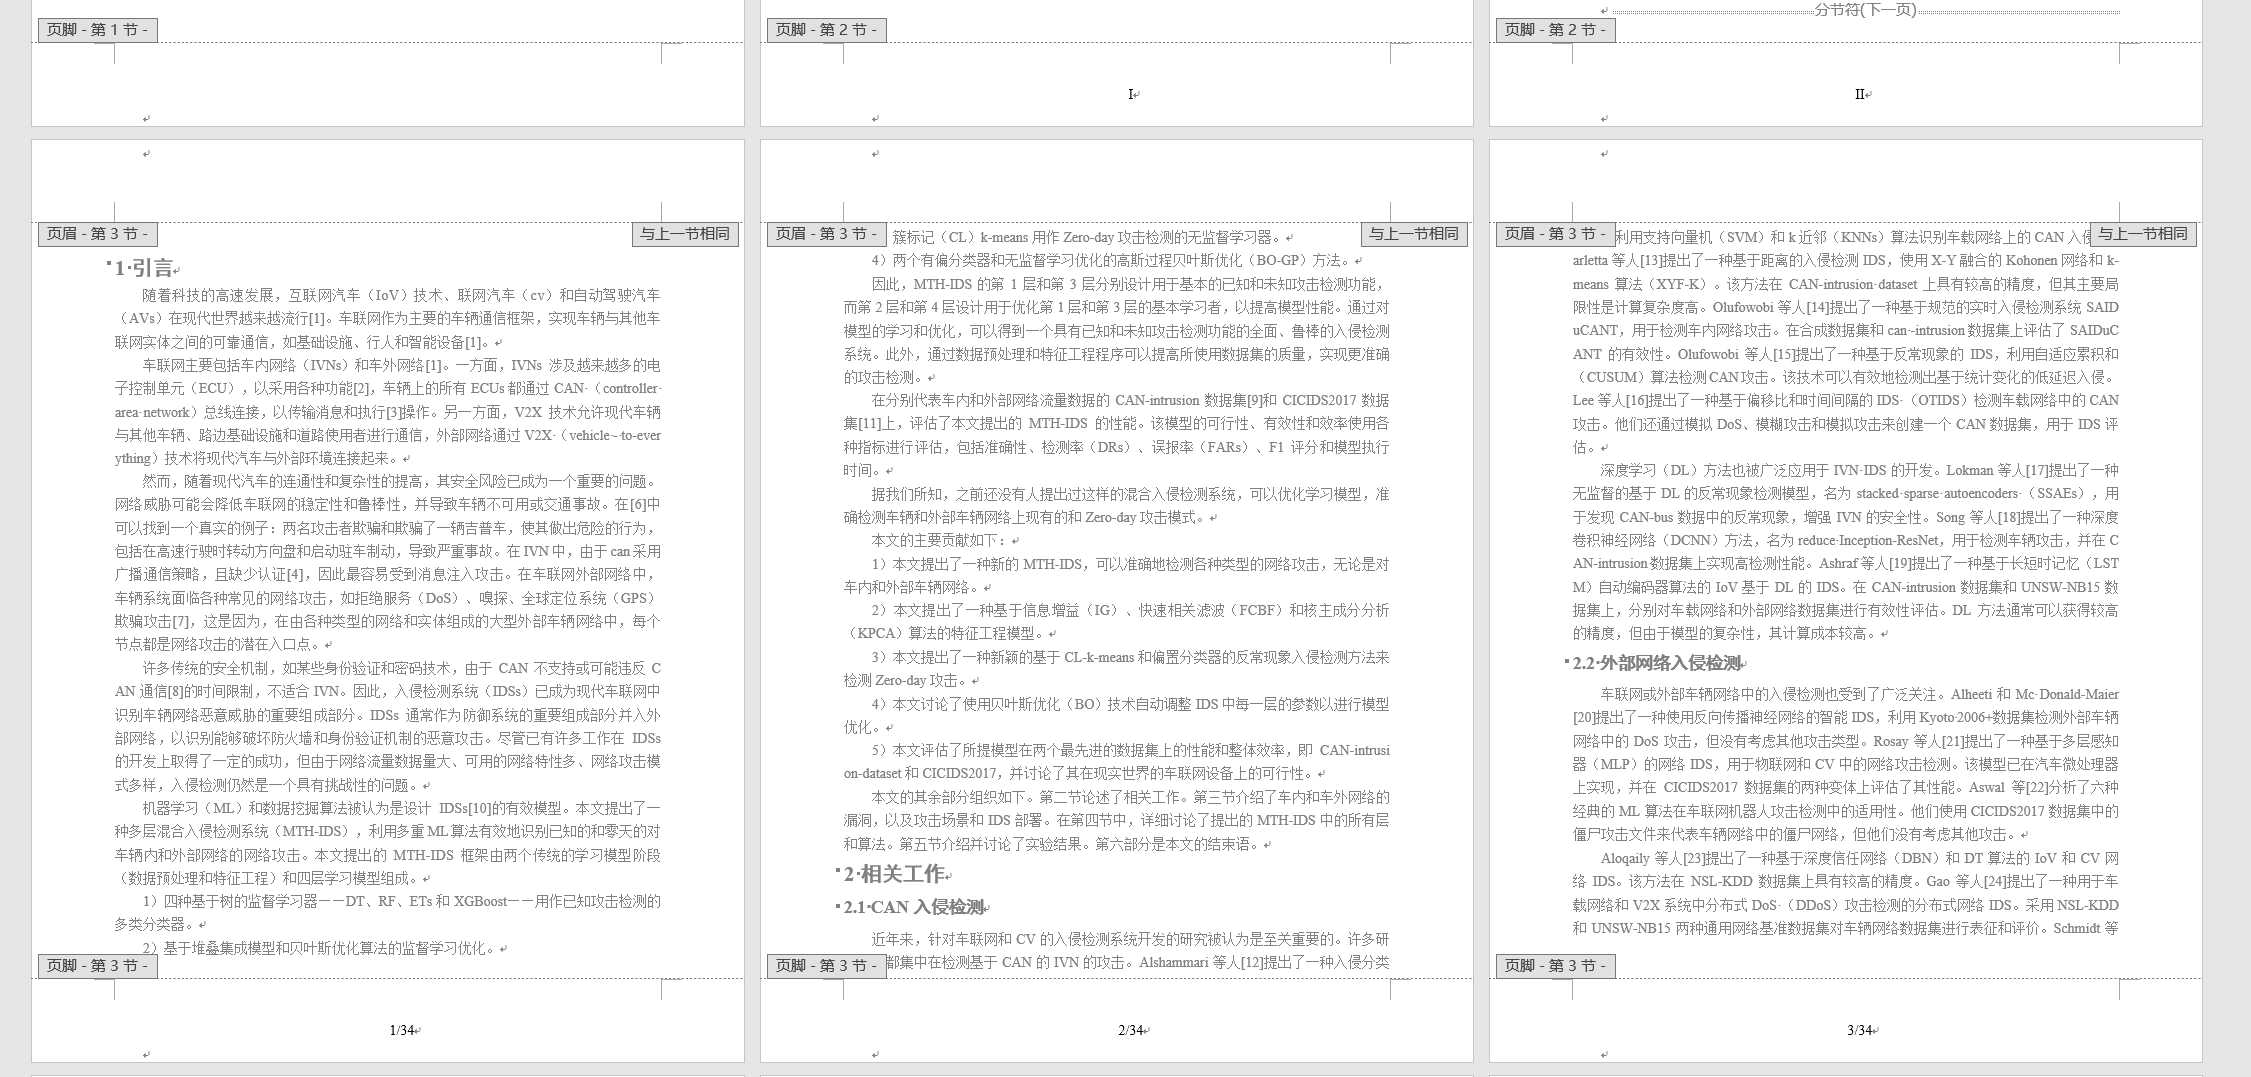 分节符(下一页)
页脚 - 第 1 节 -
页脚 - 第 2 节 -
页脚 - 第 2 节 -
I
II
页眉 - 第 3 节 -
与上一节相同
1·引言
随着科技的高速发展，互联网汽车（IoV）技术、联网汽车（cv）和自动驾驶汽车
（AVs）在现代世界越来越流行[1]。车联网作为主要的车辆通信框架，实现车辆与其他车
联网实体之间的可靠通信，如基础设施、行人和智能设备[1]。
车联网主要包括车内网络（IVNs）和车外网络[1]。一方面，IVNs 涉及越来越多的电
子控制单元（ECU），以采用各种功能[2]，车辆上的所有 ECUs 都通过 CAN·（controller·
area·network）总线连接，以传输消息和执行[3]操作。另一方面，V2X 技术允许现代车辆
与其他车辆、路边基础设施和道路使用者进行通信，外部网络通过 V2X·（vehicle·-·to-ever
ything）技术将现代汽车与外部环境连接起来。
然而，随着现代汽车的连通性和复杂性的提高，其安全风险已成为一个重要的问题。
网络威胁可能会降低车联网的稳定性和鲁棒性，并导致车辆不可用或交通事故。在[6]中
可以找到一个真实的例子：两名攻击者欺骗和欺骗了一辆吉普车，使其做出危险的行为，
包括在高速行驶时转动方向盘和启动驻车制动，导致严重事故。在 IVN 中，由于 can 采用
广播通信策略，且缺少认证[4]，因此最容易受到消息注入攻击。在车联网外部网络中，
车辆系统面临各种常见的网络攻击，如拒绝服务（DoS）、嗅探、全球定位系统（GPS）
欺骗攻击[7]，这是因为，在由各种类型的网络和实体组成的大型外部车辆网络中，每个
节点都是网络攻击的潜在入口点。
许多传统的安全机制，如某些身份验证和密码技术，由于 CAN 不支持或可能违反 C
AN 通信[8]的时间限制，不适合 IVN。因此，入侵检测系统（IDSs）已成为现代车联网中
识别车辆网络恶意威胁的重要组成部分。IDSs 通常作为防御系统的重要组成部分并入外
部网络，以识别能够破坏防火墙和身份验证机制的恶意攻击。尽管已有许多工作在 IDSs
的开发上取得了一定的成功，但由于网络流量数据量大、可用的网络特性多、网络攻击模
式多样，入侵检测仍然是一个具有挑战性的问题。
机器学习（ML）和数据挖掘算法被认为是设计 IDSs[10]的有效模型。本文提出了一
种多层混合入侵检测系统（MTH-IDS），利用多重 ML 算法有效地识别已知的和零天的对
车辆内和外部网络的网络攻击。本文提出的 MTH-IDS 框架由两个传统的学习模型阶段
（数据预处理和特征工程）和四层学习模型组成。
1）四种基于树的监督学习器——DT、RF、ETs 和 XGBoost——用作已知攻击检测的
多类分类器。
2）基于堆叠集成模型和贝叶斯优化算法的监督学习优化。
页脚 - 第 3 节 -
1/34
页眉 - 第 3 节 -
与上一节相同
簇标记（CL）k-means 用作 Zero-day 攻击检测的无监督学习器。
4）两个有偏分类器和无监督学习优化的高斯过程贝叶斯优化（BO-GP）方法。
因此，MTH-IDS 的第 1 层和第 3 层分别设计用于基本的已知和未知攻击检测功能，
而第 2 层和第 4 层设计用于优化第 1 层和第 3 层的基本学习者，以提高模型性能。通过对
模型的学习和优化，可以得到一个具有已知和未知攻击检测功能的全面、鲁棒的入侵检测
系统。此外，通过数据预处理和特征工程程序可以提高所使用数据集的质量，实现更准确
的攻击检测。
在分别代表车内和外部网络流量数据的 CAN-intrusion 数据集[9]和 CICIDS2017 数据
集[11]上，评估了本文提出的 MTH-IDS 的性能。该模型的可行性、有效性和效率使用各
种指标进行评估，包括准确性、检测率（DRs）、误报率（FARs）、F1 评分和模型执行
时间。
据我们所知，之前还没有人提出过这样的混合入侵检测系统，可以优化学习模型，准
确检测车辆和外部车辆网络上现有的和 Zero-day 攻击模式。
本文的主要贡献如下：
1）本文提出了一种新的 MTH-IDS，可以准确地检测各种类型的网络攻击，无论是对
车内和外部车辆网络。
2）本文提出了一种基于信息增益（IG）、快速相关滤波（FCBF）和核主成分分析
（KPCA）算法的特征工程模型。
3）本文提出了一种新颖的基于 CL-k-means 和偏置分类器的反常现象入侵检测方法来
检测 Zero-day 攻击。
4）本文讨论了使用贝叶斯优化（BO）技术自动调整 IDS 中每一层的参数以进行模型
优化。
5）本文评估了所提模型在两个最先进的数据集上的性能和整体效率，即 CAN-intrusi
on-dataset 和 CICIDS2017，并讨论了其在现实世界的车联网设备上的可行性。
本文的其余部分组织如下。第二节论述了相关工作。第三节介绍了车内和车外网络的
漏洞，以及攻击场景和 IDS 部署。在第四节中，详细讨论了提出的 MTH-IDS 中的所有层
和算法。第五节介绍并讨论了实验结果。第六部分是本文的结束语。
2·相关工作
2.1·CAN 入侵检测
近年来，针对车联网和 CV 的入侵检测系统开发的研究被认为是至关重要的。许多研
都集中在检测基于 CAN 的 IVN 的攻击。Alshammari 等人[12]提出了一种入侵分类
页脚 - 第 3 节 -
2/34
页眉 - 第 3 节 -
与上一节相同
利用支持向量机（SVM）和 k 近邻（KNNs）算法识别车载网络上的 CAN 入侵
arletta 等人[13]提出了一种基于距离的入侵检测 IDS，使用 X-Y 融合的 Kohonen 网络和 k-
means 算法（XYF-K）。该方法在 CAN-intrusion·dataset 上具有较高的精度，但其主要局
限性是计算复杂度高。Olufowobi 等人[14]提出了一种基于规范的实时入侵检测系统 SAID
uCANT，用于检测车内网络攻击。在合成数据集和 can·-intrusion 数据集上评估了 SAIDuC
ANT 的有效性。Olufowobi 等人[15]提出了一种基于反常现象的 IDS，利用自适应累积和
（CUSUM）算法检测 CAN 攻击。该技术可以有效地检测出基于统计变化的低延迟入侵。
Lee 等人[16]提出了一种基于偏移比和时间间隔的 IDS·（OTIDS）检测车载网络中的 CAN
攻击。他们还通过模拟 DoS、模糊攻击和模拟攻击来创建一个 CAN 数据集，用于 IDS 评
估。
深度学习（DL）方法也被广泛应用于 IVN·IDS 的开发。Lokman 等人[17]提出了一种
无监督的基于 DL 的反常现象检测模型，名为 stacked·sparse·autoencoders·（SSAEs），用
于发现 CAN-bus 数据中的反常现象，增强 IVN 的安全性。Song 等人[18]提出了一种深度
卷积神经网络（DCNN）方法，名为 reduce·Inception-ResNet，用于检测车辆攻击，并在 C
AN-intrusion 数据集上实现高检测性能。Ashraf 等人[19]提出了一种基于长短时记忆（LST
M）自动编码器算法的 IoV 基于 DL 的 IDS。在 CAN-intrusion 数据集和 UNSW-NB15 数
据集上，分别对车载网络和外部网络数据集进行有效性评估。DL 方法通常可以获得较高
的精度，但由于模型的复杂性，其计算成本较高。
2.2·外部网络入侵检测
车联网或外部车辆网络中的入侵检测也受到了广泛关注。Alheeti 和 Mc·Donald-Maier
[20]提出了一种使用反向传播神经网络的智能 IDS，利用 Kyoto·2006+数据集检测外部车辆
网络中的 DoS 攻击，但没有考虑其他攻击类型。Rosay 等人[21]提出了一种基于多层感知
器（MLP）的网络 IDS，用于物联网和 CV 中的网络攻击检测。该模型已在汽车微处理器
上实现，并在 CICIDS2017 数据集的两种变体上评估了其性能。Aswal 等[22]分析了六种
经典的 ML 算法在车联网机器人攻击检测中的适用性。他们使用 CICIDS2017 数据集中的
僵尸攻击文件来代表车辆网络中的僵尸网络，但他们没有考虑其他攻击。
Aloqaily 等人[23]提出了一种基于深度信任网络（DBN）和 DT 算法的 IoV 和 CV 网
络 IDS。该方法在 NSL-KDD 数据集上具有较高的精度。Gao 等人[24]提出了一种用于车
载网络和 V2X 系统中分布式 DoS·（DDoS）攻击检测的分布式网络 IDS。采用 NSL-KDD
和 UNSW-NB15 两种通用网络基准数据集对车辆网络数据集进行表征和评价。Schmidt 等
页脚 - 第 3 节 -
3/34